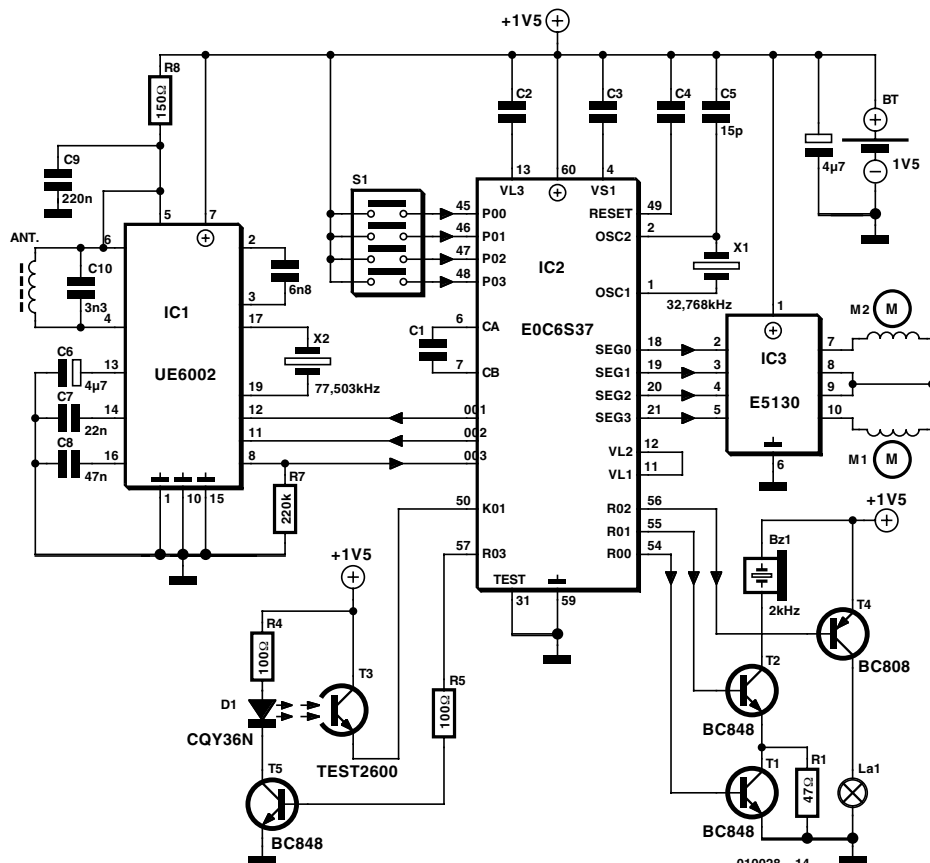 +1V5
R8
150Ω
C9
220n
ANT.
C10
3n3
6
4
5
7
IC1
UE6002
2
3
6n8
17
19
X2
77,503kHz
C6
4µ7
13
C7
22n
14
C8
47n
16
12
11
8
1
10
15
R7
220k
S1
45
46
47
48
P00
P01
P02
P03
C1
6
7
CA
CB
001
002
003
50
K01
57
R03
C2
C3
C4
C5
15p
13
60
4
VL3
VS1
IC2
E0C6S37
RESET
49
OSC2
2
OSC1
1
X1
32,768kHz
SEG0
18
SEG1
19
SEG2
20
SEG3
21
VL2
12
VL1
11
R02
56
R01
55
R00
54
TEST
31
59
4µ7
BT
1V5
1
2
3
4
5
IC3
E5130
7
8
9
10
6
M2
M
M1
M
+1V5
Bz1
2kHz
T4
BC808
T2
BC848
T1
BC848
R1
47Ω
La1
+1V5
R4
100Ω
D1
CQY36N
T3
TEST2600
R5
100Ω
T5
BC848
010028 - 14